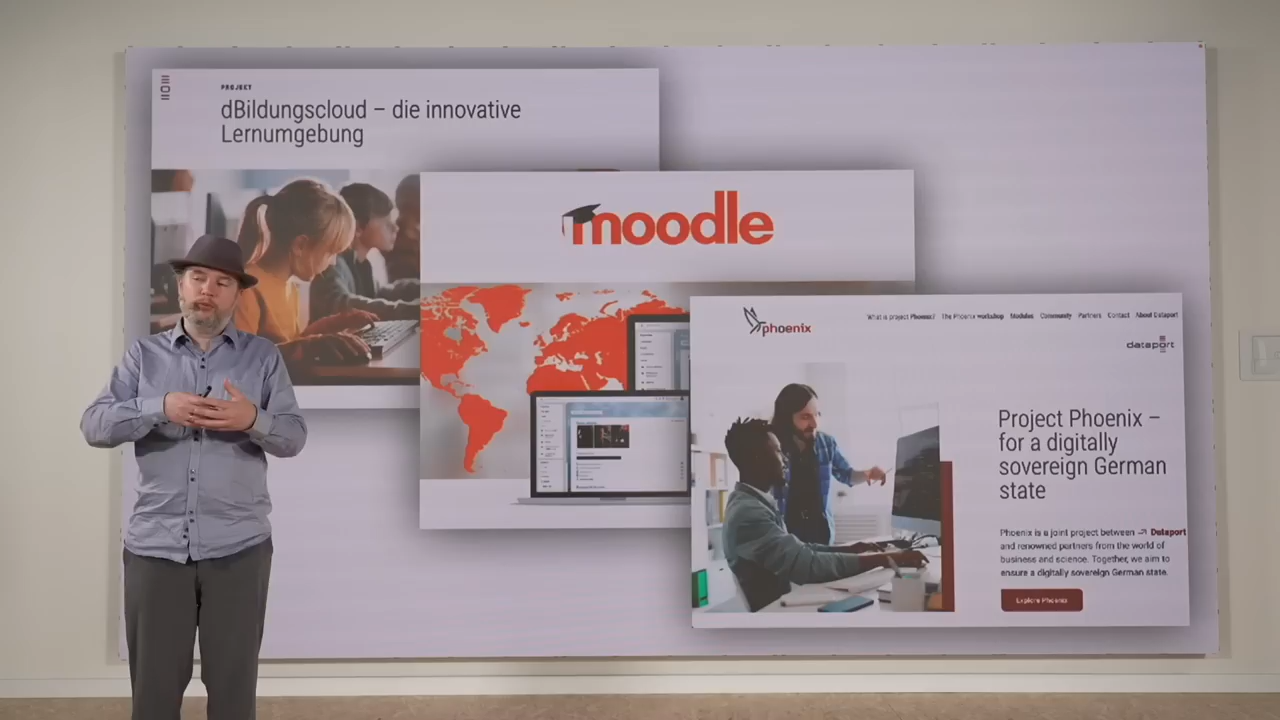 PROJEKT
dBildungscloud – die innovative
Lernumgebung
moodle
phoenix
What is project Phoenix? The Phoenix workshop Modules Community Partners Contact About Dataport
dataport
Project Phoenix –
for a digitally
sovereign German
state
Phoenix is a joint project between Dataport
and renowned partners from the world of
business and science. Together, we aim to
ensure a digitally sovereign German state.
Explore Phoenix